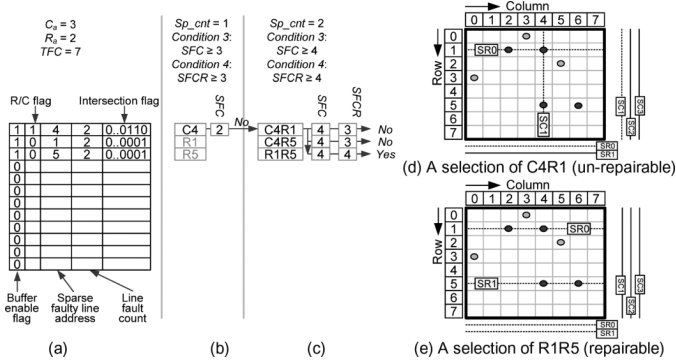 Cₐ = 3
Rₐ = 2
TFC = 7
R/C flag
Intersection flag
1 1 4 2 0..0110
1 0 1 2 0..0001
1 0 5 2 0..0001
0
0
0
0
0
0
0
0
0
Buffer enable flag
Sparse faulty line address
Line fault count
(a)
Sp_cnt = 1
Condition 3:
SFC ≥ 3
Condition 4:
SFCR ≥ 3
SFC
C4 2 No
R1
R5
(b)
Sp_cnt = 2
Condition 3:
SFC ≥ 4
Condition 4:
SFCR ≥ 4
SFC SFCR
C4R1 4 3 No
C4R5 4 3 No
R1R5 4 4 Yes
(c)
Column
0 1 2 3 4 5 6 7
Row
0
1
2
3
4
5
6
7
SR0
SC1
SC1
SC2
SC3
SR0
SR1
(d) A selection of C4R1 (un-repairable)
Column
0 1 2 3 4 5 6 7
Row
0
1
2
3
4
5
6
7
SR0
SR1
SC1
SC2
SC3
SR0
SR1
(e) A selection of R1R5 (repairable)